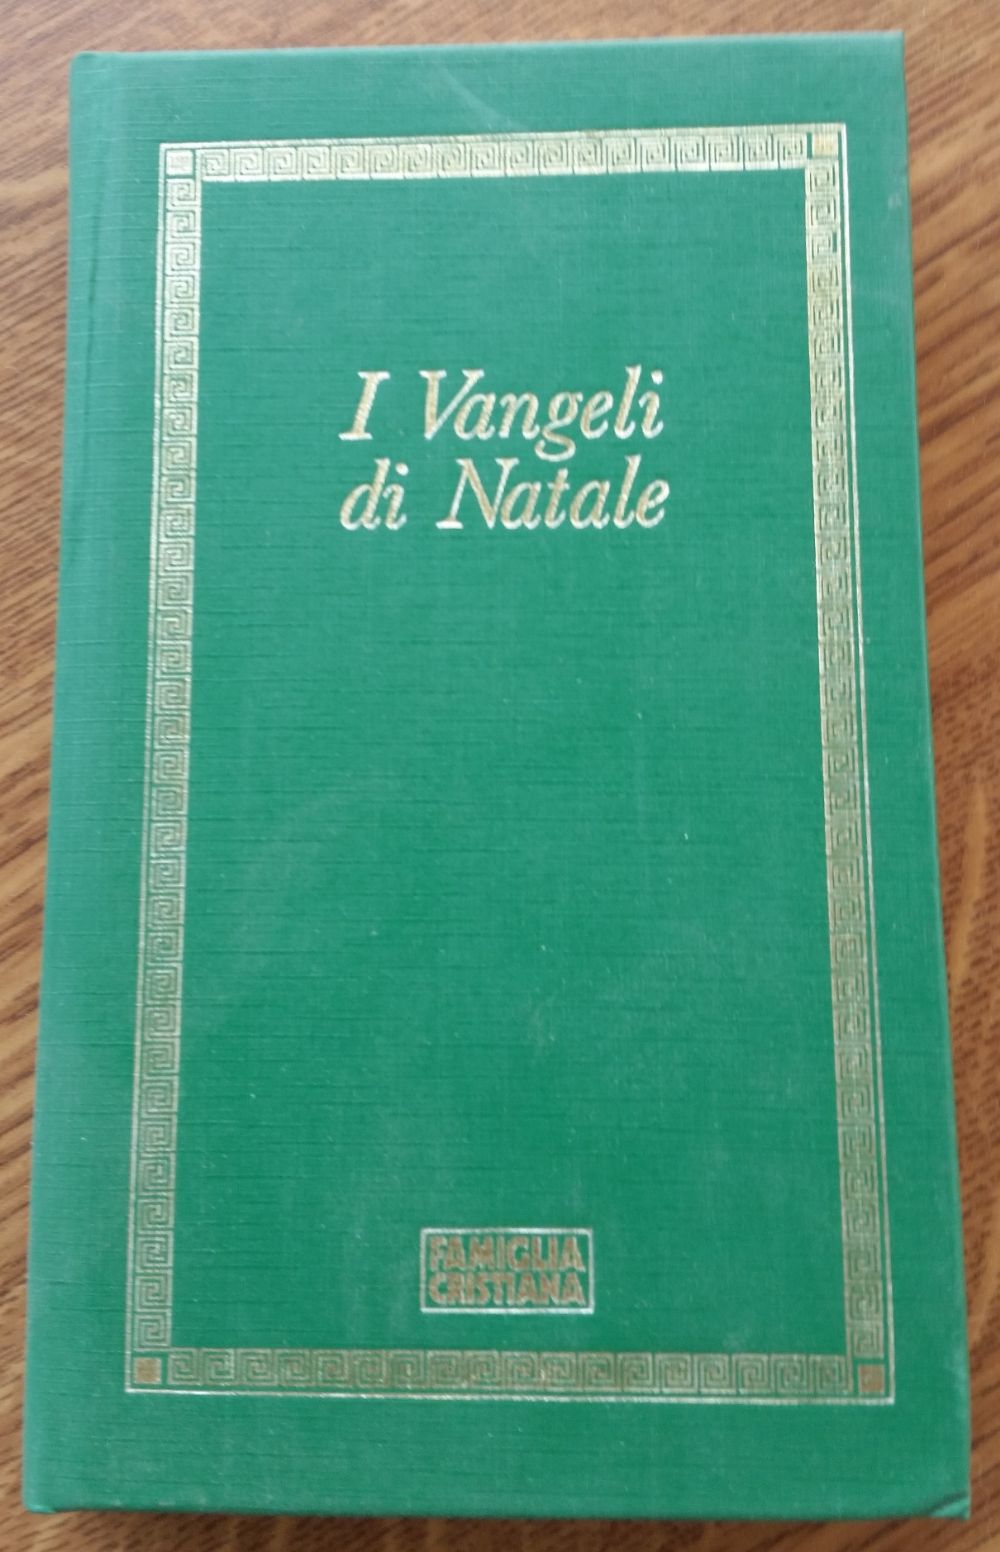 I Vangeli
di Natale
FAMIGLIA
CRISTIANA